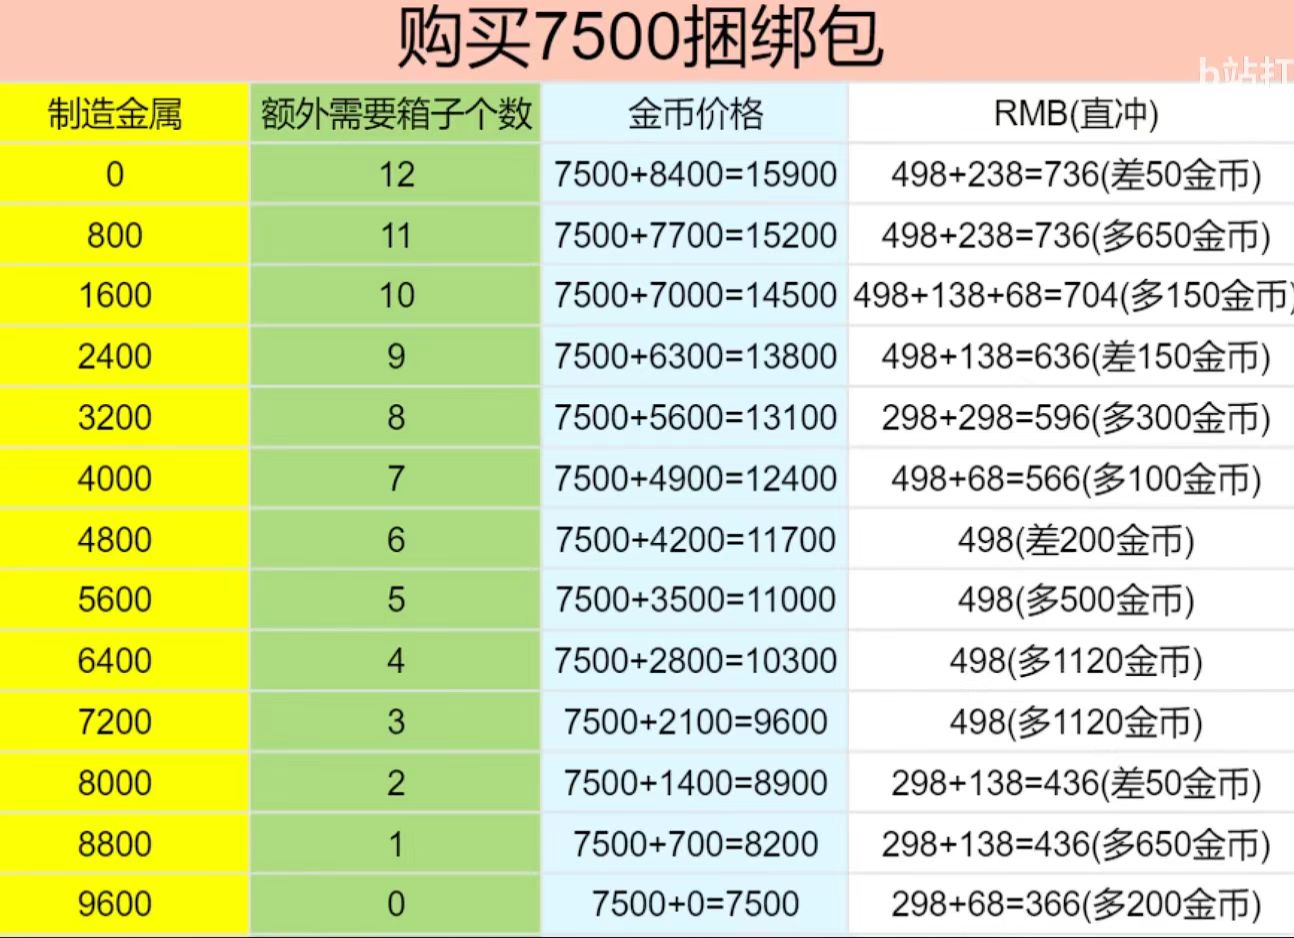 购买7500捆绑包
b站打
制造金属 额外需要箱子个数 金币价格 RMB(直冲)
0 12 7500+8400=15900 498+238=736(差50金币)
800 11 7500+7700=15200 498+238=736(多650金币)
1600 10 7500+7000=14500 498+138+68=704(多150金币)
2400 9 7500+6300=13800 498+138=636(差150金币)
3200 8 7500+5600=13100 298+298=596(多300金币)
4000 7 7500+4900=12400 498+68=566(多100金币)
4800 6 7500+4200=11700 498(差200金币)
5600 5 7500+3500=11000 498(多500金币)
6400 4 7500+2800=10300 498(多1120金币)
7200 3 7500+2100=9600 498(多1120金币)
8000 2 7500+1400=8900 298+138=436(差50金币)
8800 1 7500+700=8200 298+138=436(多650金币)
9600 0 7500+0=7500 298+68=366(多200金币)